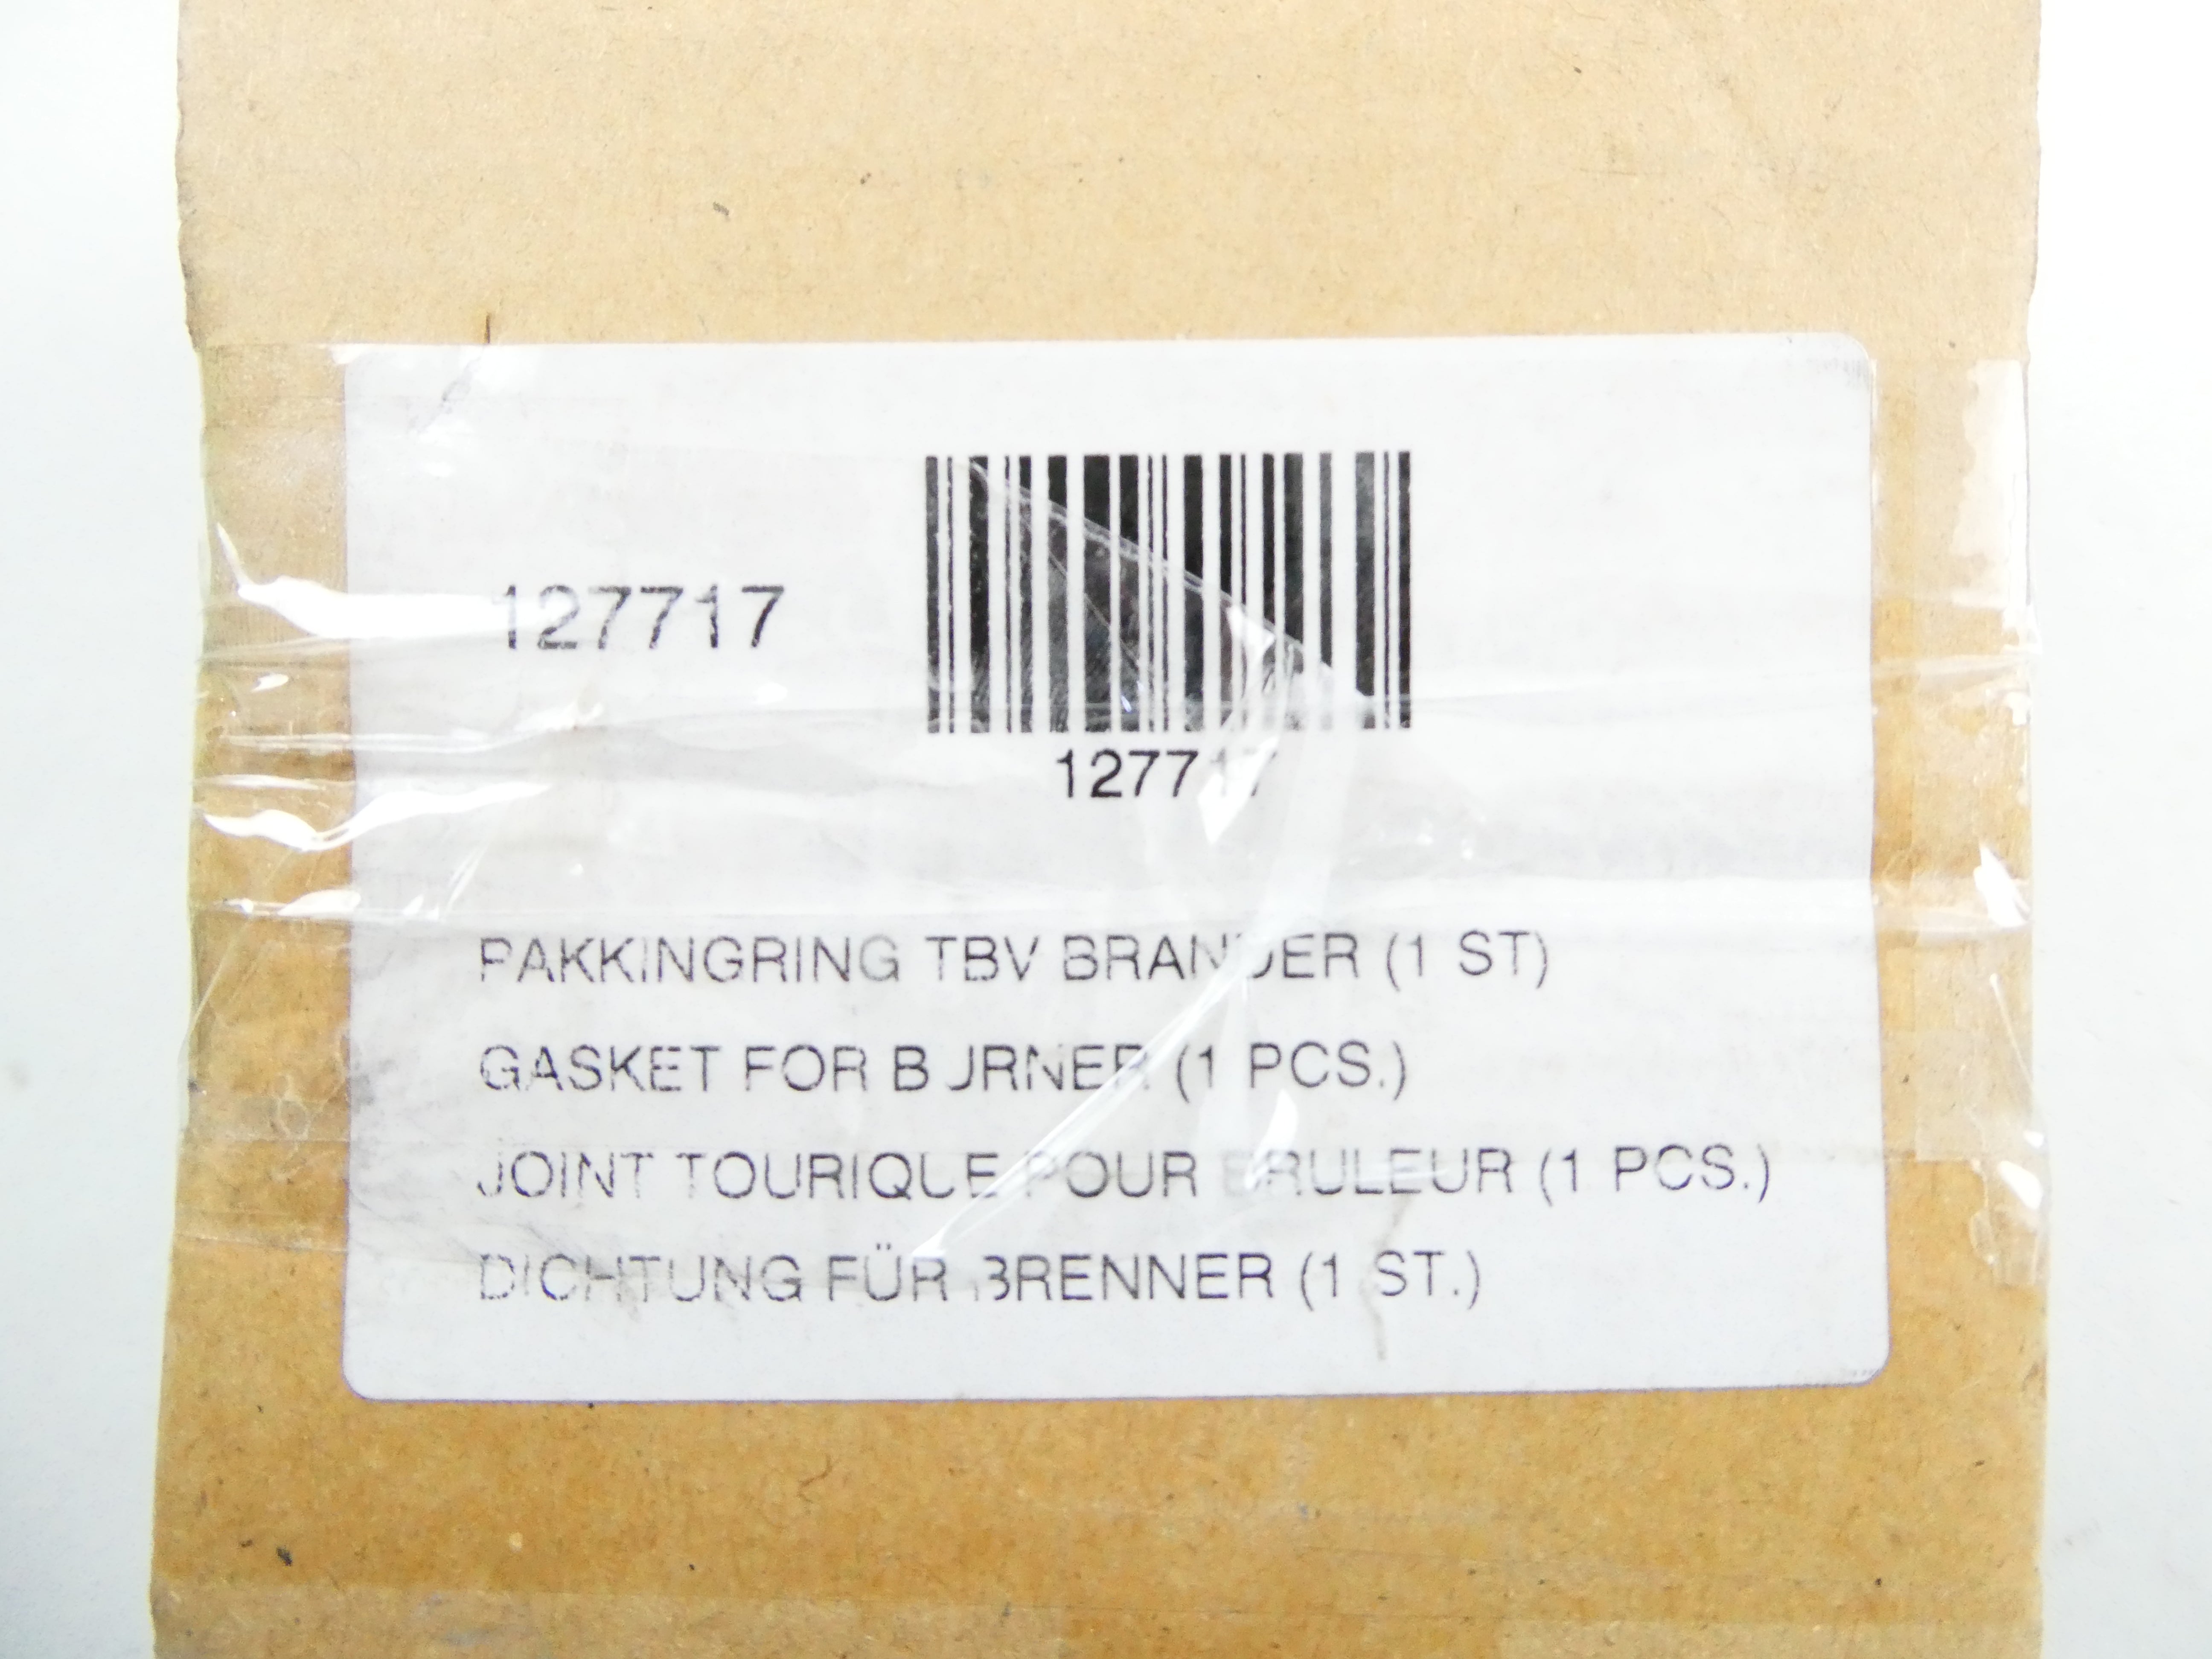 127717
127717
PAKKINGRING TBV BRANDER (1 ST)
GASKET FOR BURNER (1 PCS.)
JOINT TOURIQUE POUR BRULEUR (1 PCS.)
DICHTUNG FÜR BRENNER (1 ST.)